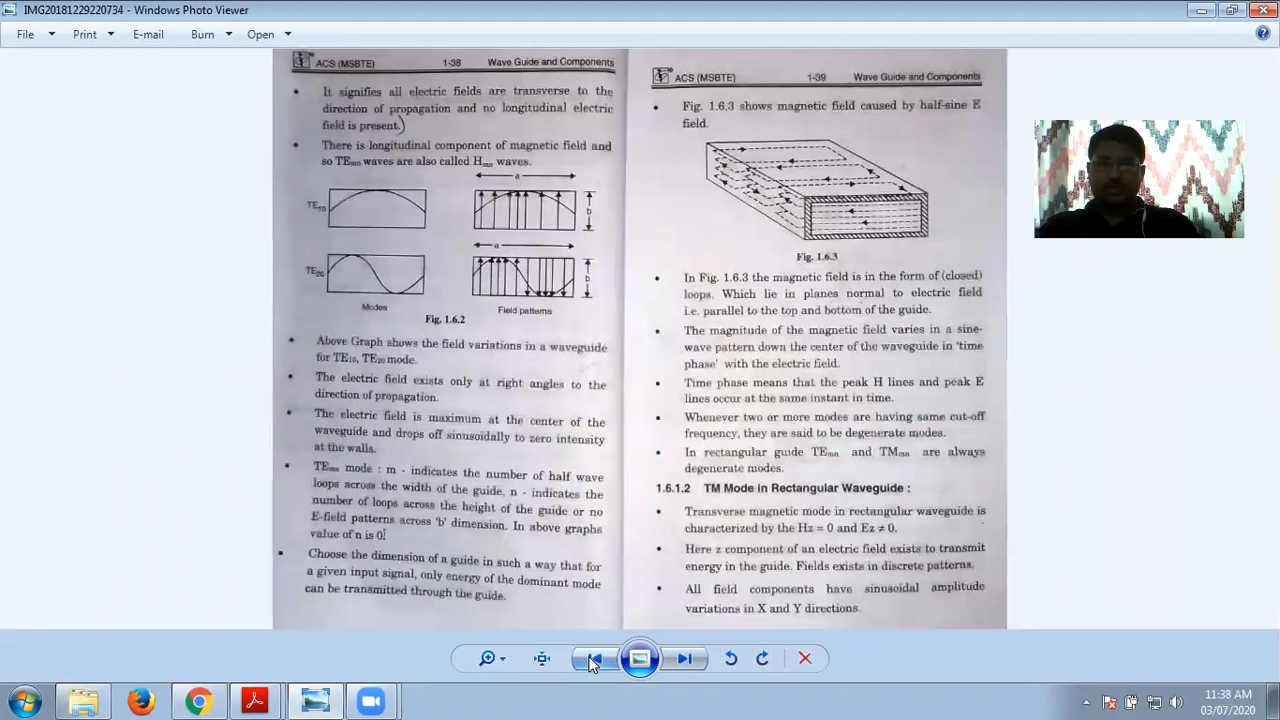 IMG20181229220734 - Windows Photo Viewer
File Print E-mail Burn Open
ACS (MSBTE) 1-38 Wave Guide and Components
• It signifies all electric fields are transverse to the
direction of propagation and no longitudinal electric
field is present.)
• There is longitudinal component of magnetic field and
so TEmn waves are also called Hmn waves.
a
TE10
b
a
TE20
b
Modes
Field patterns
Fig. 1.6.2
• Above Graph shows the field variations in a waveguide
for TE10, TE20 mode.
• The electric field exists only at right angles to the
direction of propagation.
• The electric field is maximum at the center of the
waveguide and drops off sinusoidally to zero intensity
at the walls.
• TEmn mode : m - indicates the number of half wave
loops across the width of the guide, n - indicates the
number of loops across the height of the guide or no
E-field patterns across 'b' dimension. In above graphs
value of n is 0.
• Choose the dimension of a guide in such a way that for
a given input signal, only energy of the dominant mode
can be transmitted through the guide.
ACS (MSBTE) 1-39 Wave Guide and Components
• Fig. 1.6.3 shows magnetic field caused by half-sine E
field.
Fig. 1.6.3
• In Fig. 1.6.3 the magnetic field is in the form of (closed)
loops. Which lie in planes normal to electric field
i.e. parallel to the top and bottom of the guide.
• The magnitude of the magnetic field varies in a sine-
wave pattern down the center of the waveguide in 'time
phase' with the electric field.
• Time phase means that the peak H lines and peak E
lines occur at the same instant in time.
• Whenever two or more modes are having same cut-off
frequency, they are said to be degenerate modes.
• In rectangular guide TEmn and TMmn are always
degenerate modes.
1.6.1.2 TM Mode in Rectangular Waveguide :
• Transverse magnetic mode in rectangular waveguide is
characterized by the Hz = 0 and Ez ≠ 0.
• Here z component of an electric field exists to transmit
energy in the guide. Fields exists in discrete patterns.
• All field components have sinusoidal amplitude
variations in X and Y directions.
11:38 AM
03/07/2020